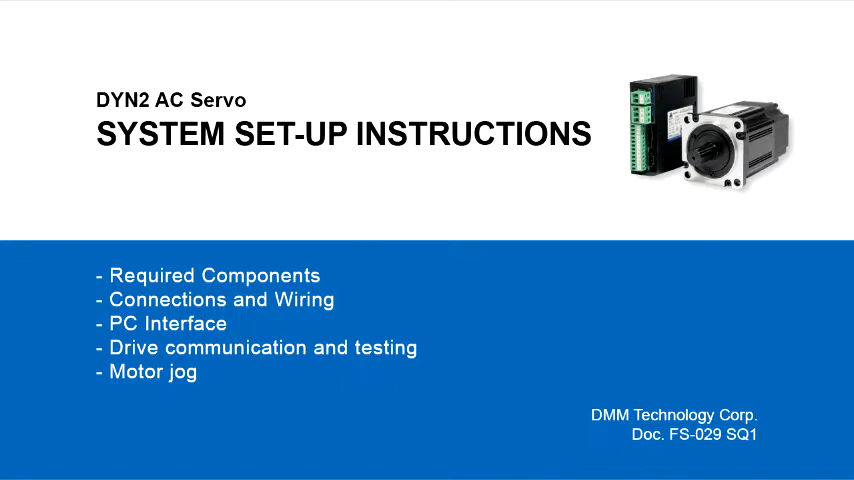 DYN2 AC Servo
SYSTEM SET-UP INSTRUCTIONS
- Required Components
- Connections and Wiring
- PC Interface
- Drive communication and testing
- Motor jog
DMM Technology Corp.
Doc. FS-029 SQ1